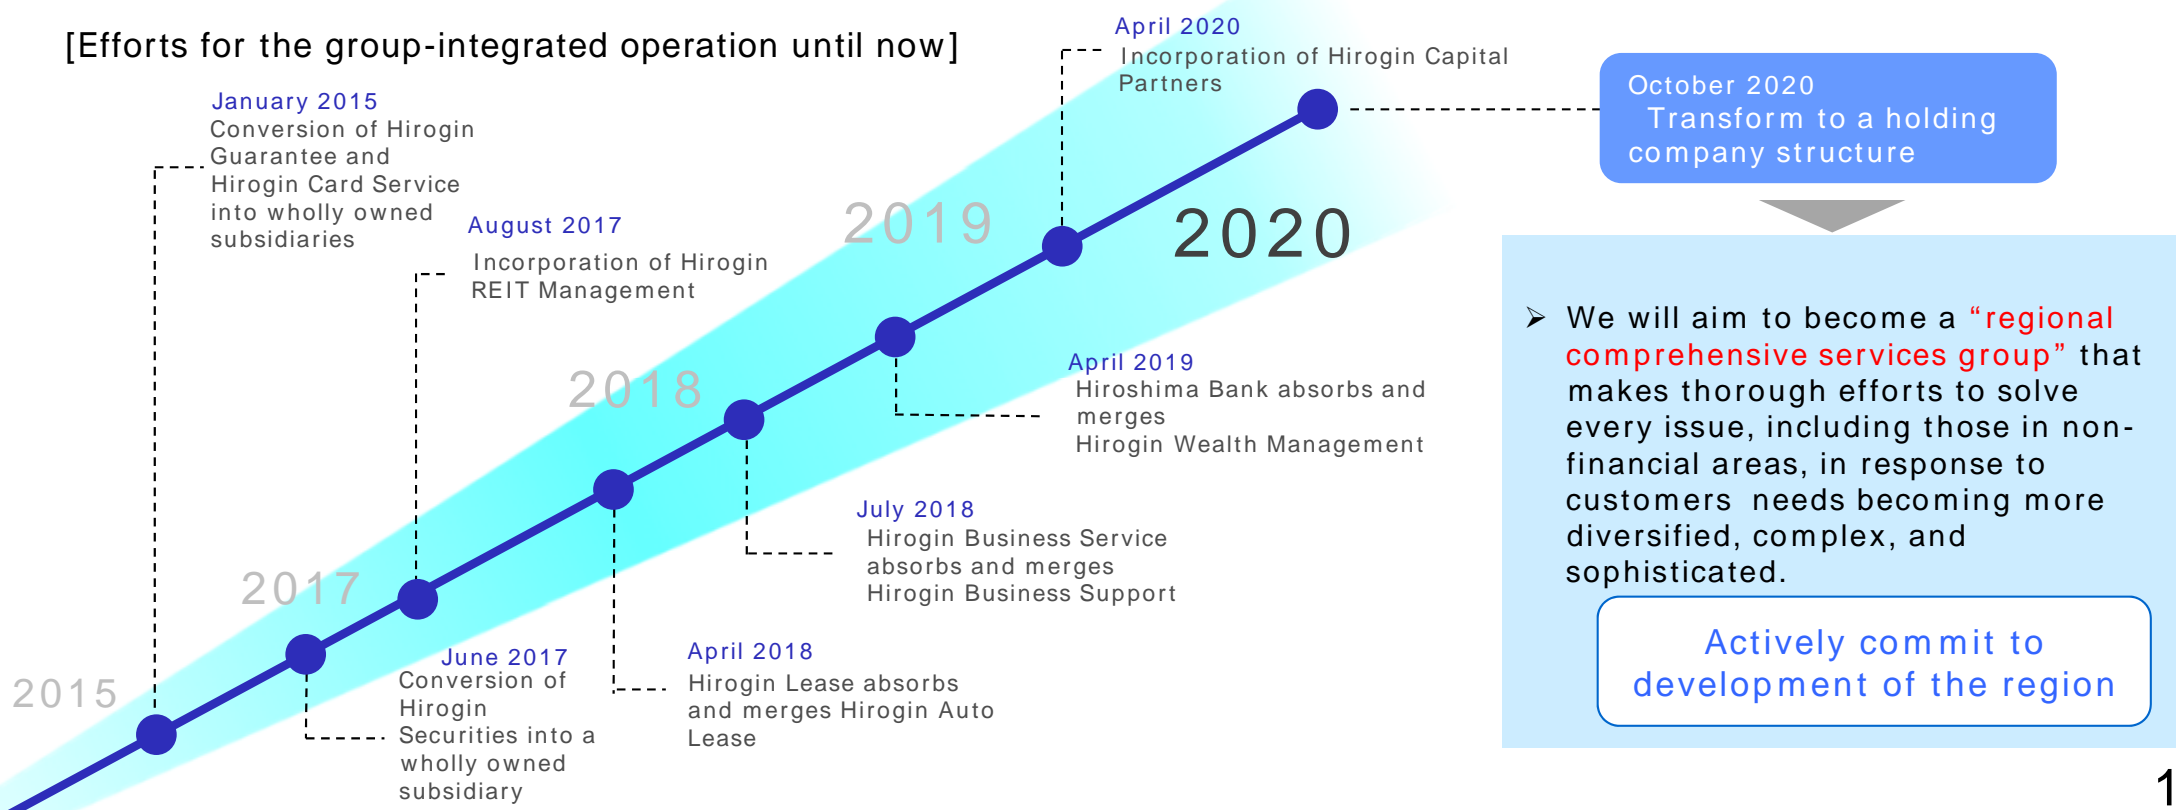 [Efforts for the group-integrated operation until now]
January 2015
Conversion of Hirogin
Guarantee and
Hirogin Card Service
into wholly owned
subsidiaries
August 2017
Incorporation of Hirogin
REIT Management
April 2020
Incorporation of Hirogin Capital
Partners
2015
2017
2018
2019
2020
June 2017
Conversion of
Hirogin
Securities into a
wholly owned
subsidiary
April 2018
Hirogin Lease absorbs
and merges Hirogin Auto
Lease
July 2018
Hirogin Business Service
absorbs and merges
Hirogin Business Support
April 2019
Hiroshima Bank absorbs and
merges
Hirogin Wealth Management
October 2020
Transform to a holding
company structure
➢ We will aim to become a “regional
comprehensive services group” that
makes thorough efforts to solve
every issue, including those in non-
financial areas, in response to
customers needs becoming more
diversified, complex, and
sophisticated.
Actively commit to
development of the region
1